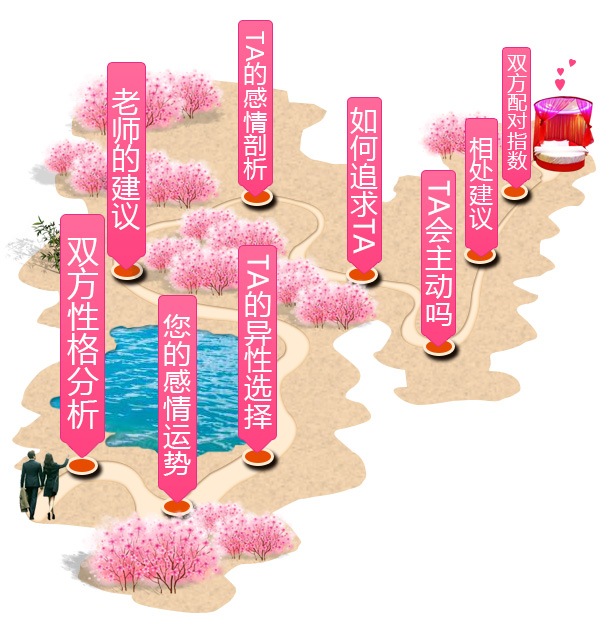 双方性格分析
您的感情运势
TA的异性选择
老师的建议
TA的感情剖析
如何追求TA
TA会主动吗
相处建议
双方配对指数